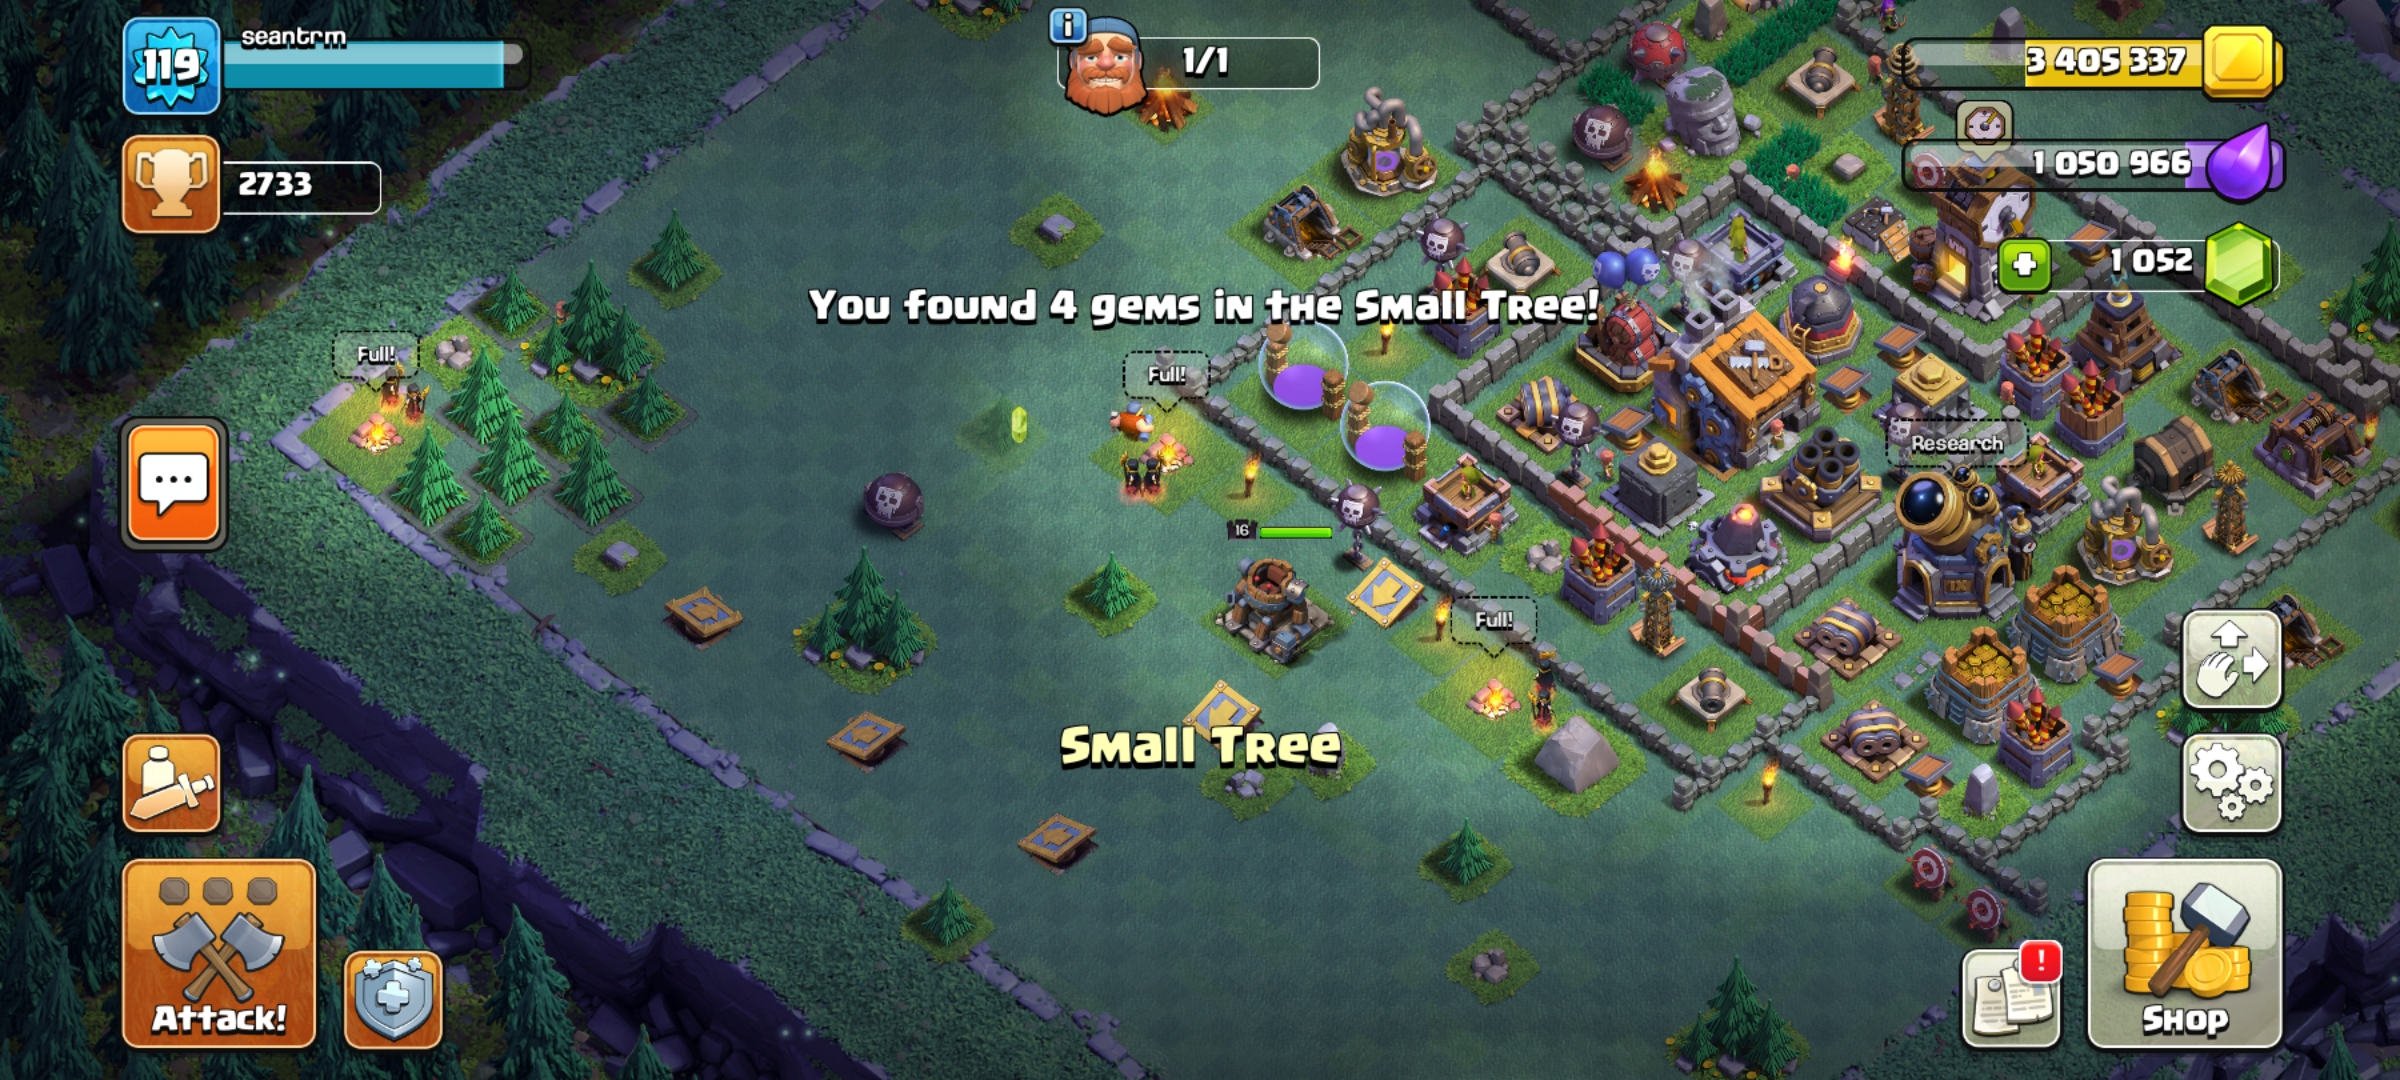 119
seantrm
1/1
3 405 337
2733
1 050 966
1 052
You found 4 gems in the Small Tree!
Full!
Full!
Research
16
Full!
Small Tree
!
Attack!
Shop